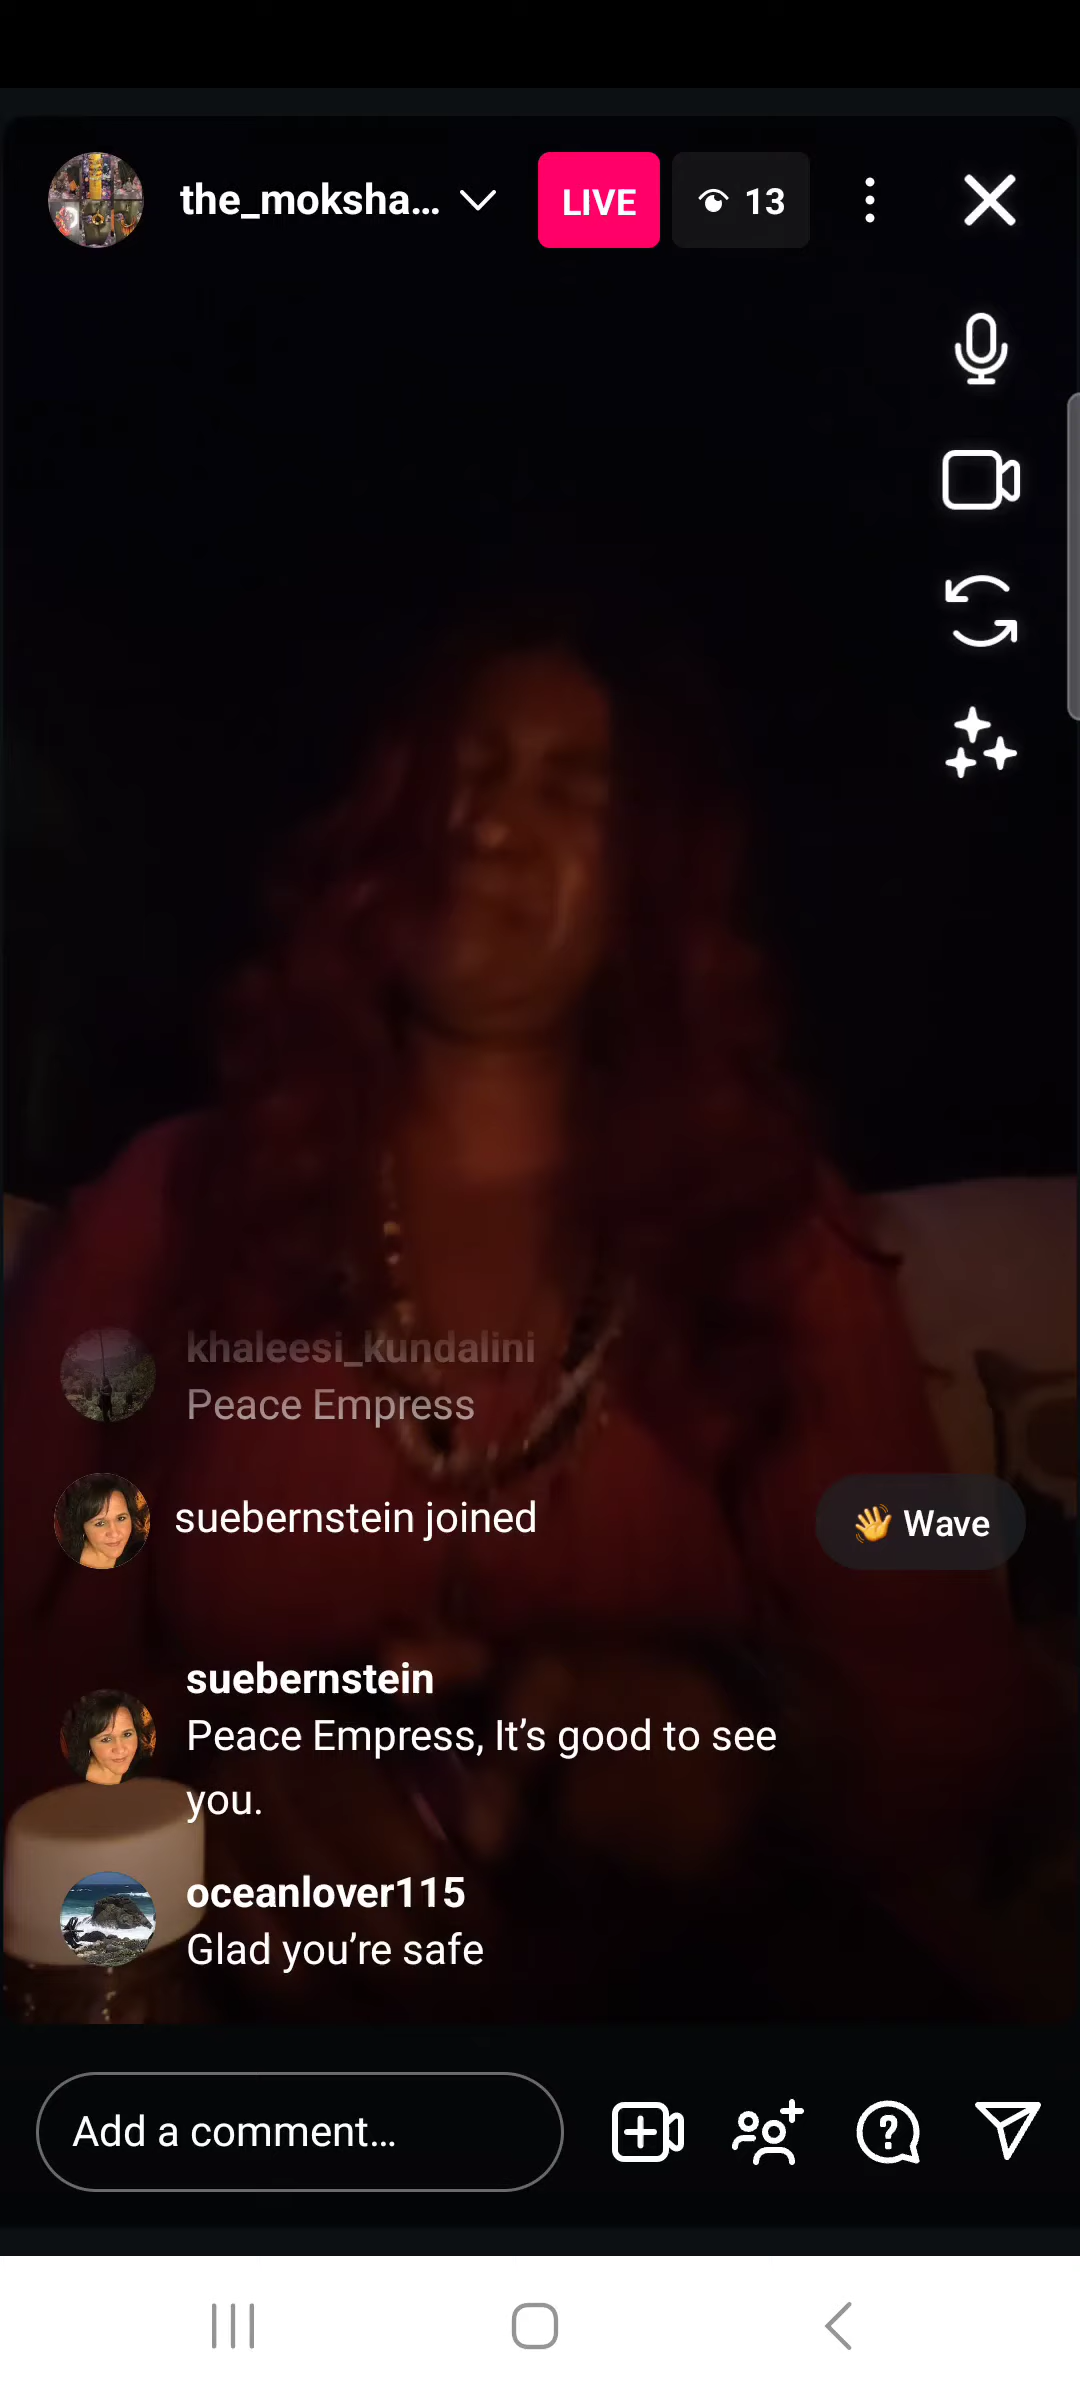 the_moksha... LIVE 13
khaleesi_kundalini
Peace Empress
suebernstein joined
👋 Wave
suebernstein
Peace Empress, It’s good to see
you.
oceanlover115
Glad you’re safe
Add a comment...